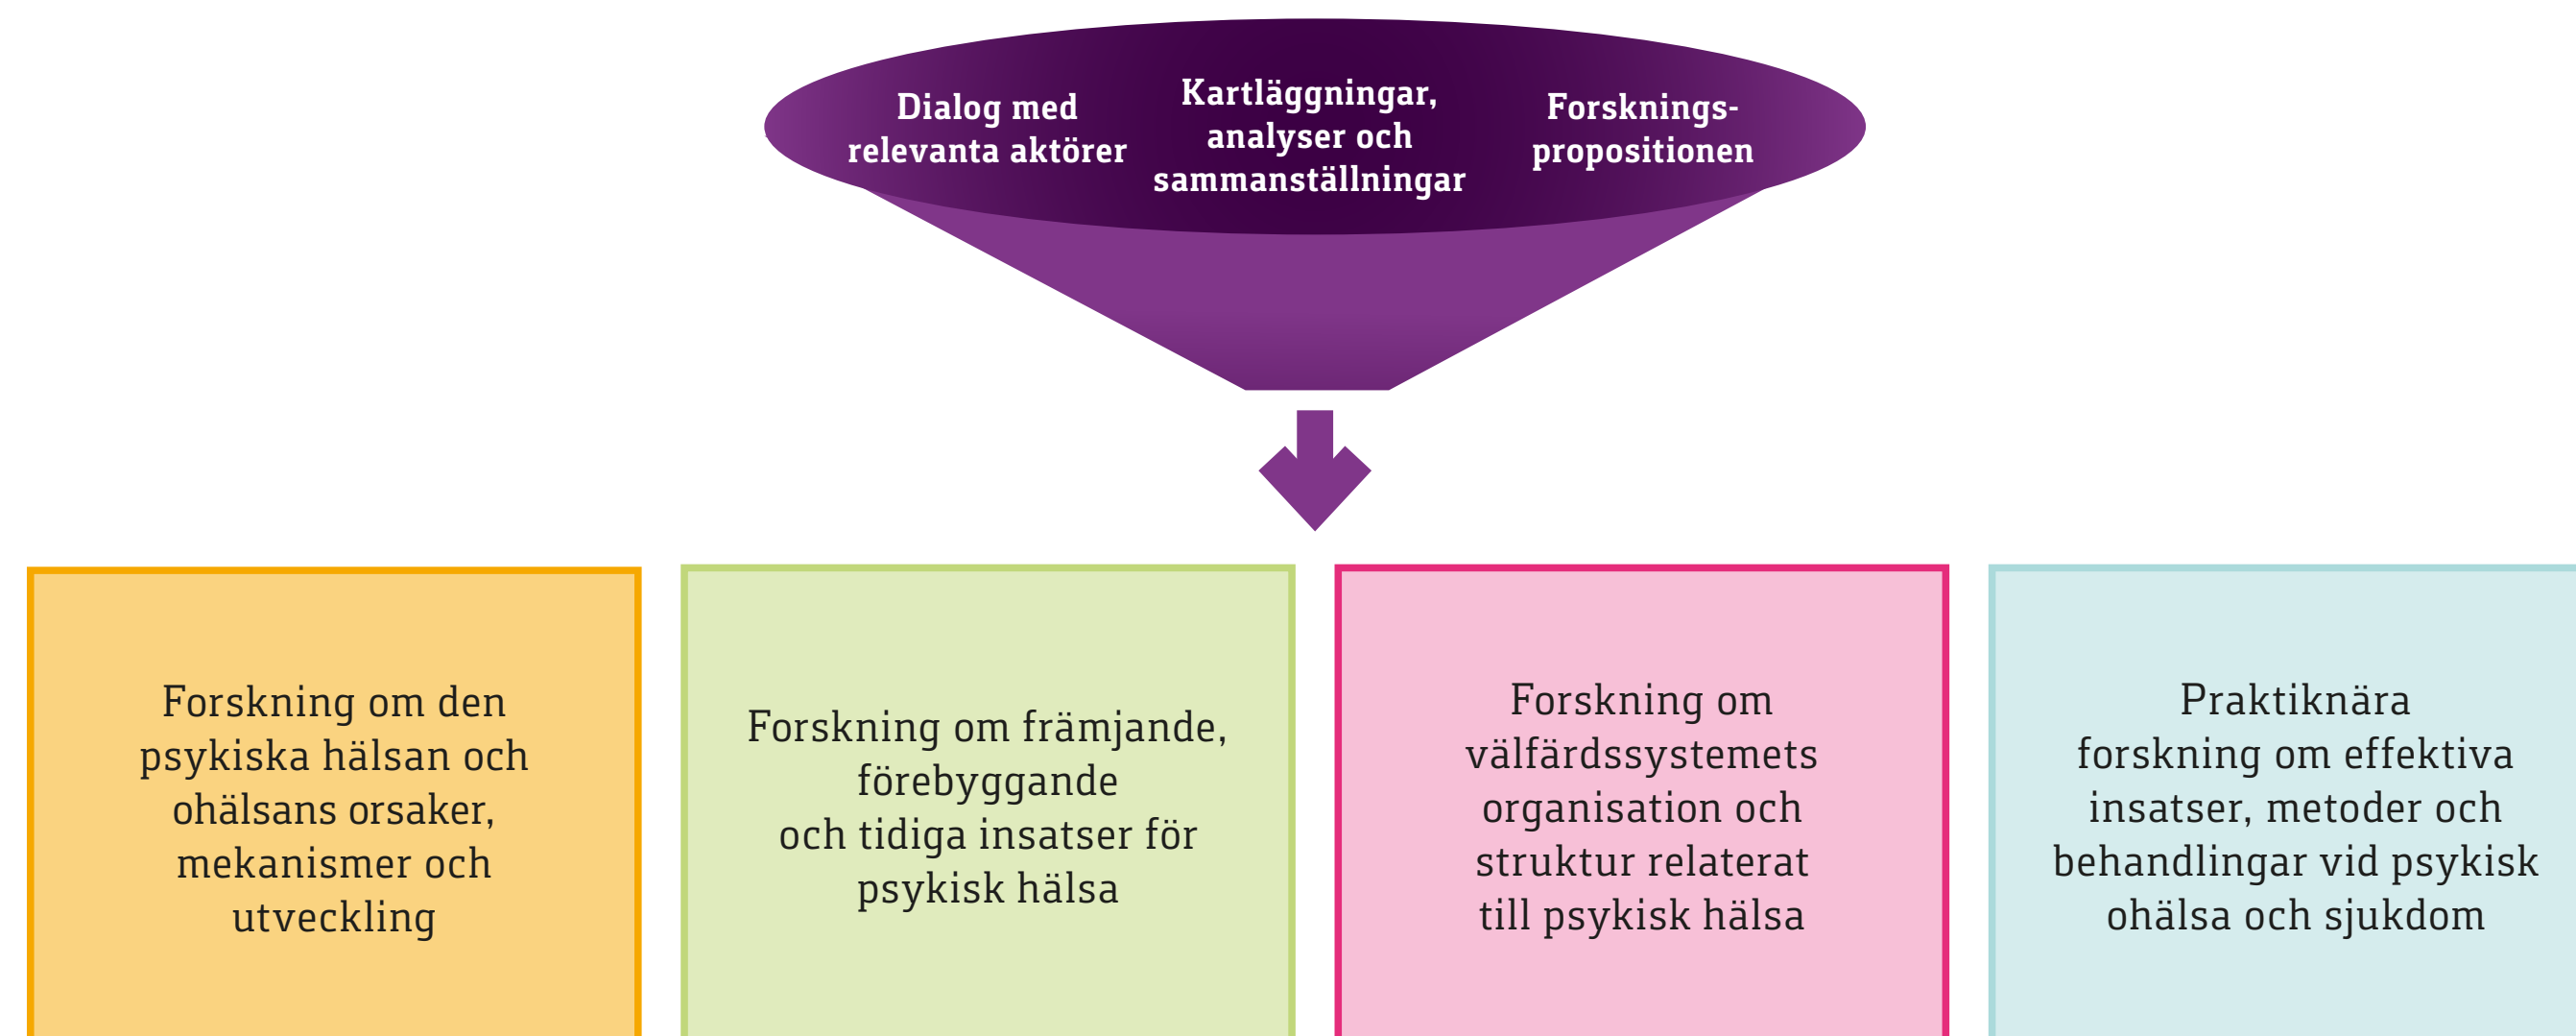 Dialog med
relevanta aktörer
Kartläggningar,
analyser och
sammanställningar
Forsknings-
propositionen
Forskning om den
psykiska hälsan och
ohälsans orsaker,
mekanismer och
utveckling
Forskning om främjande,
förebyggande
och tidiga insatser för
psykisk hälsa
Forskning om
välfärdssystemets
organisation och
struktur relaterat
till psykisk hälsa
Praktiknära
forskning om effektiva
insatser, metoder och
behandlingar vid psykisk
ohälsa och sjukdom